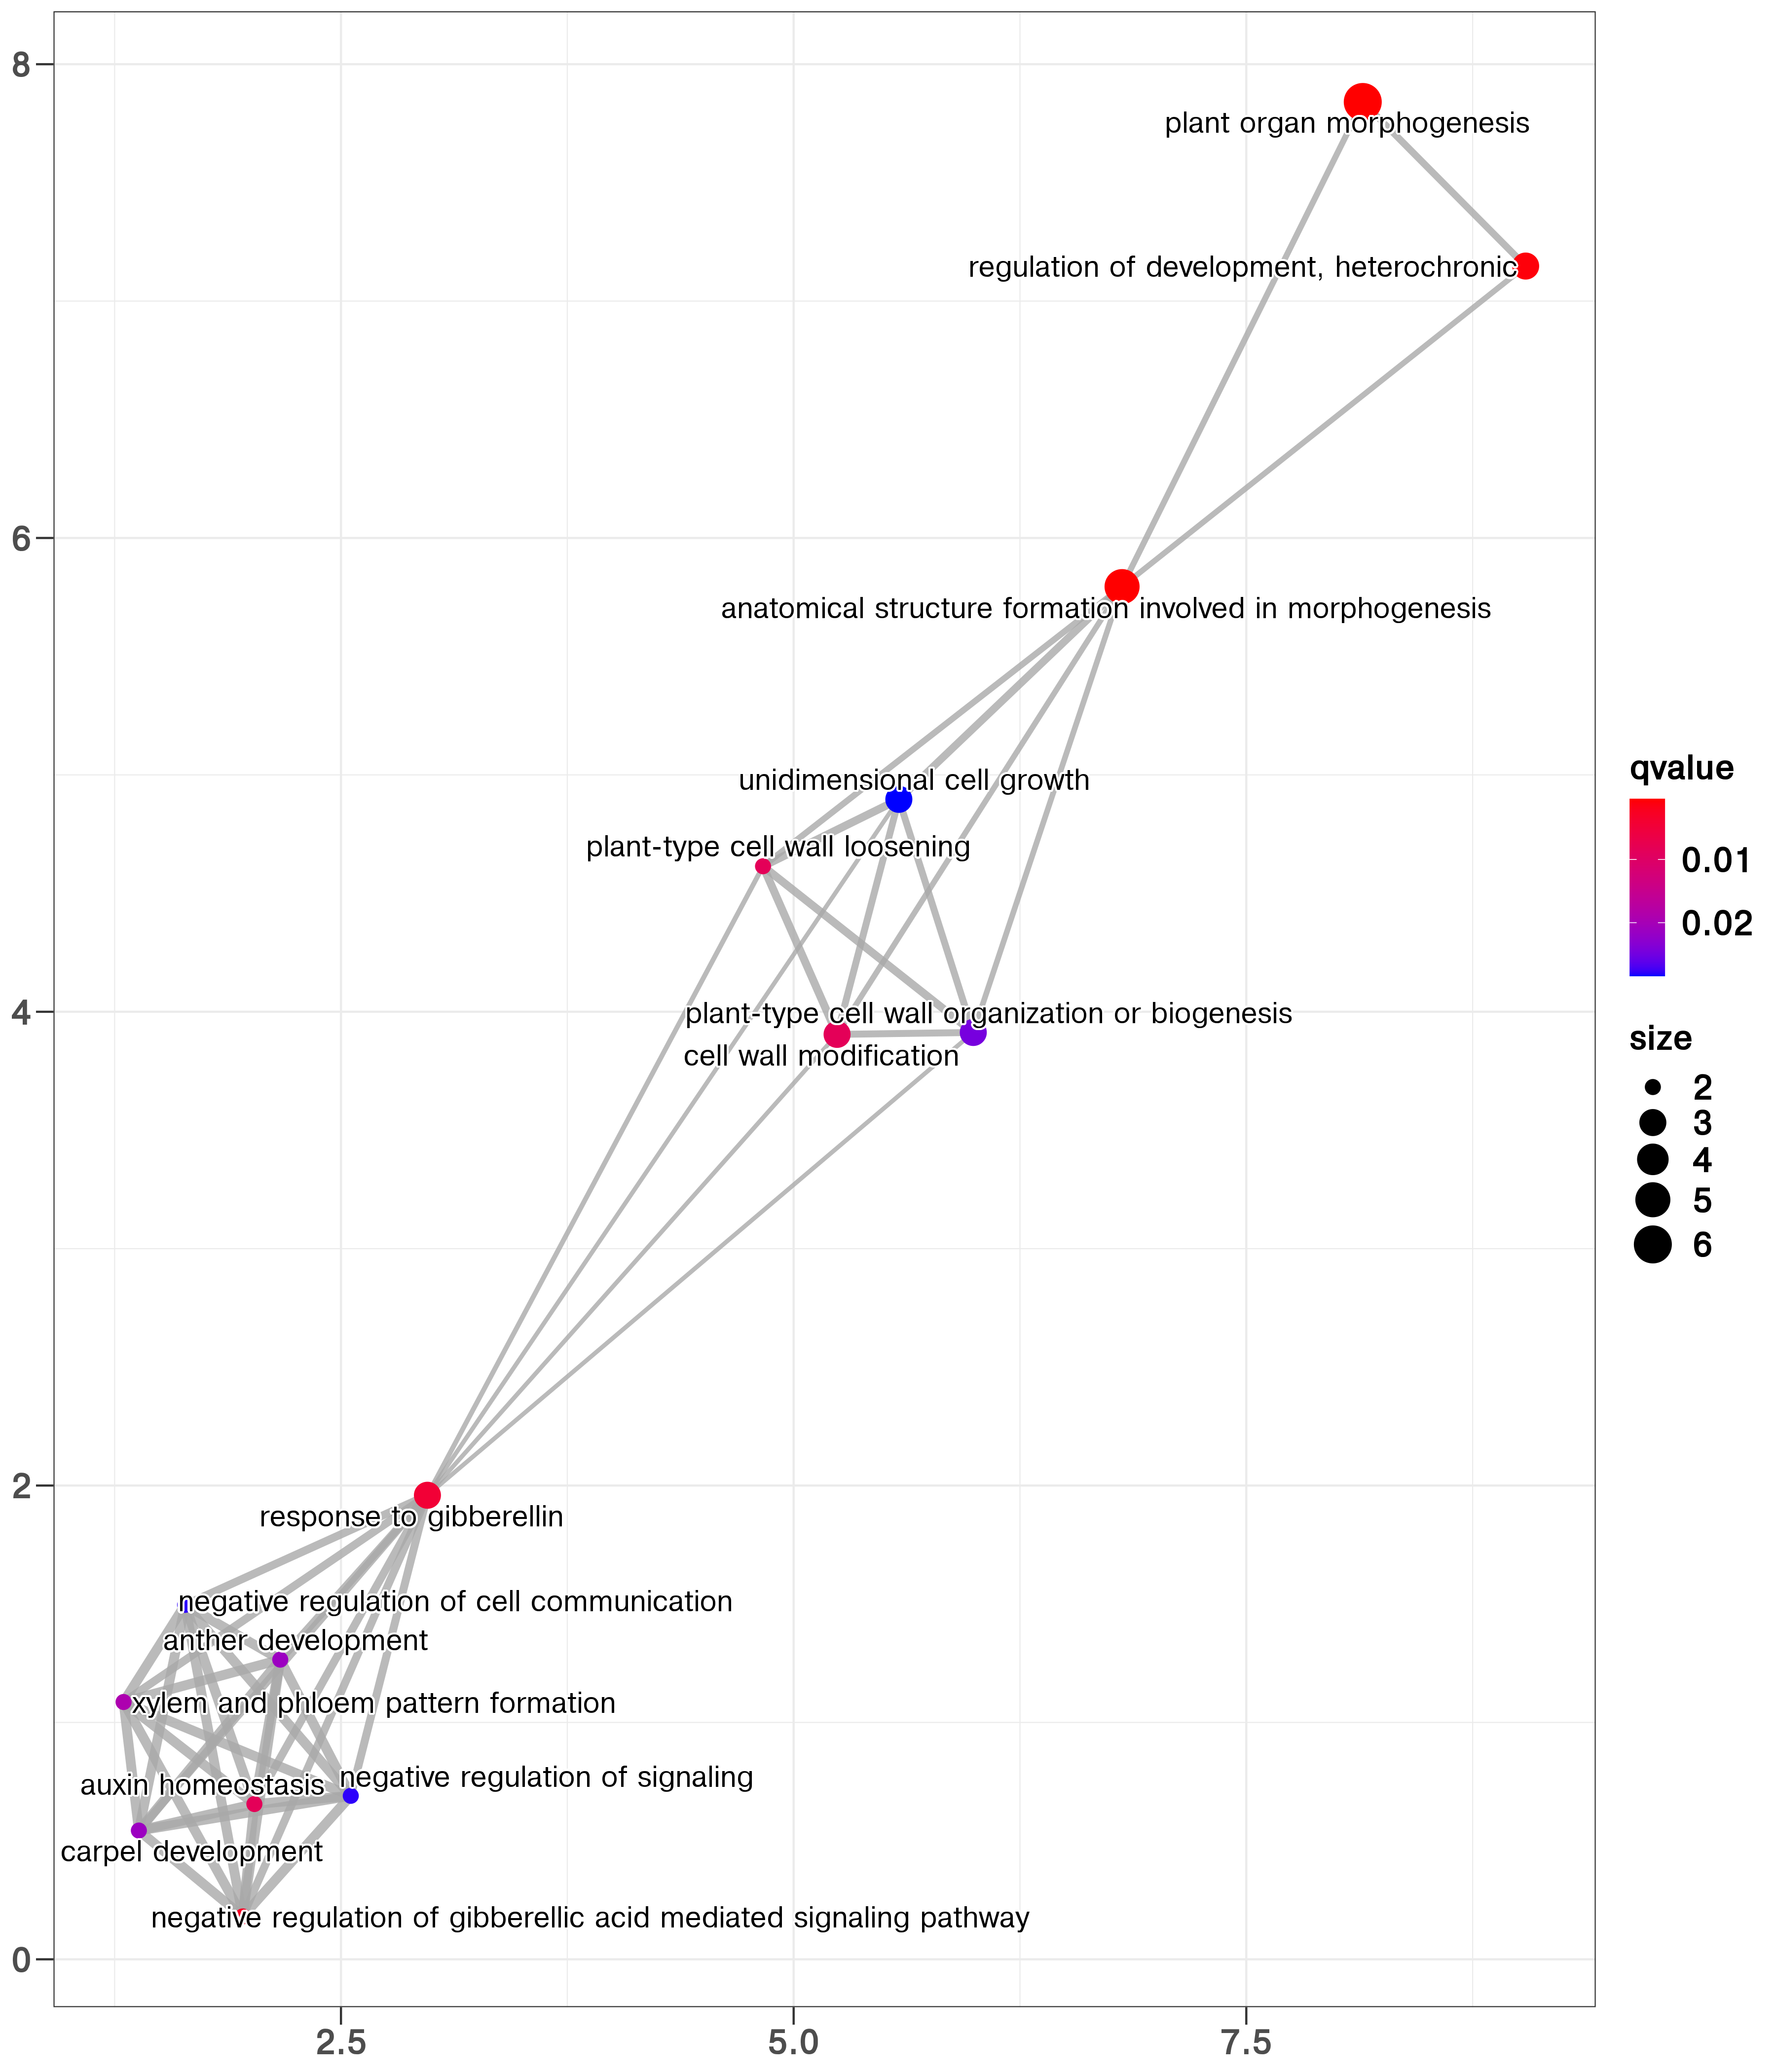 8
plant organ morphogenesis
regulation of development, heterochronic
6
anatomical structure formation involved in morphogenesis
unidimensional cell growth
plant-type cell wall loosening
4
plant-type cell wall organization or biogenesis
cell wall modification
2
response to gibberellin
negative regulation of cell communication
anther development
xylem and phloem pattern formation
auxin homeostasis
negative regulation of signaling
carpel development
negative regulation of gibberellic acid mediated signaling pathway
0
2.5
5.0
7.5
qvalue
0.01
0.02
size
2
3
4
5
6